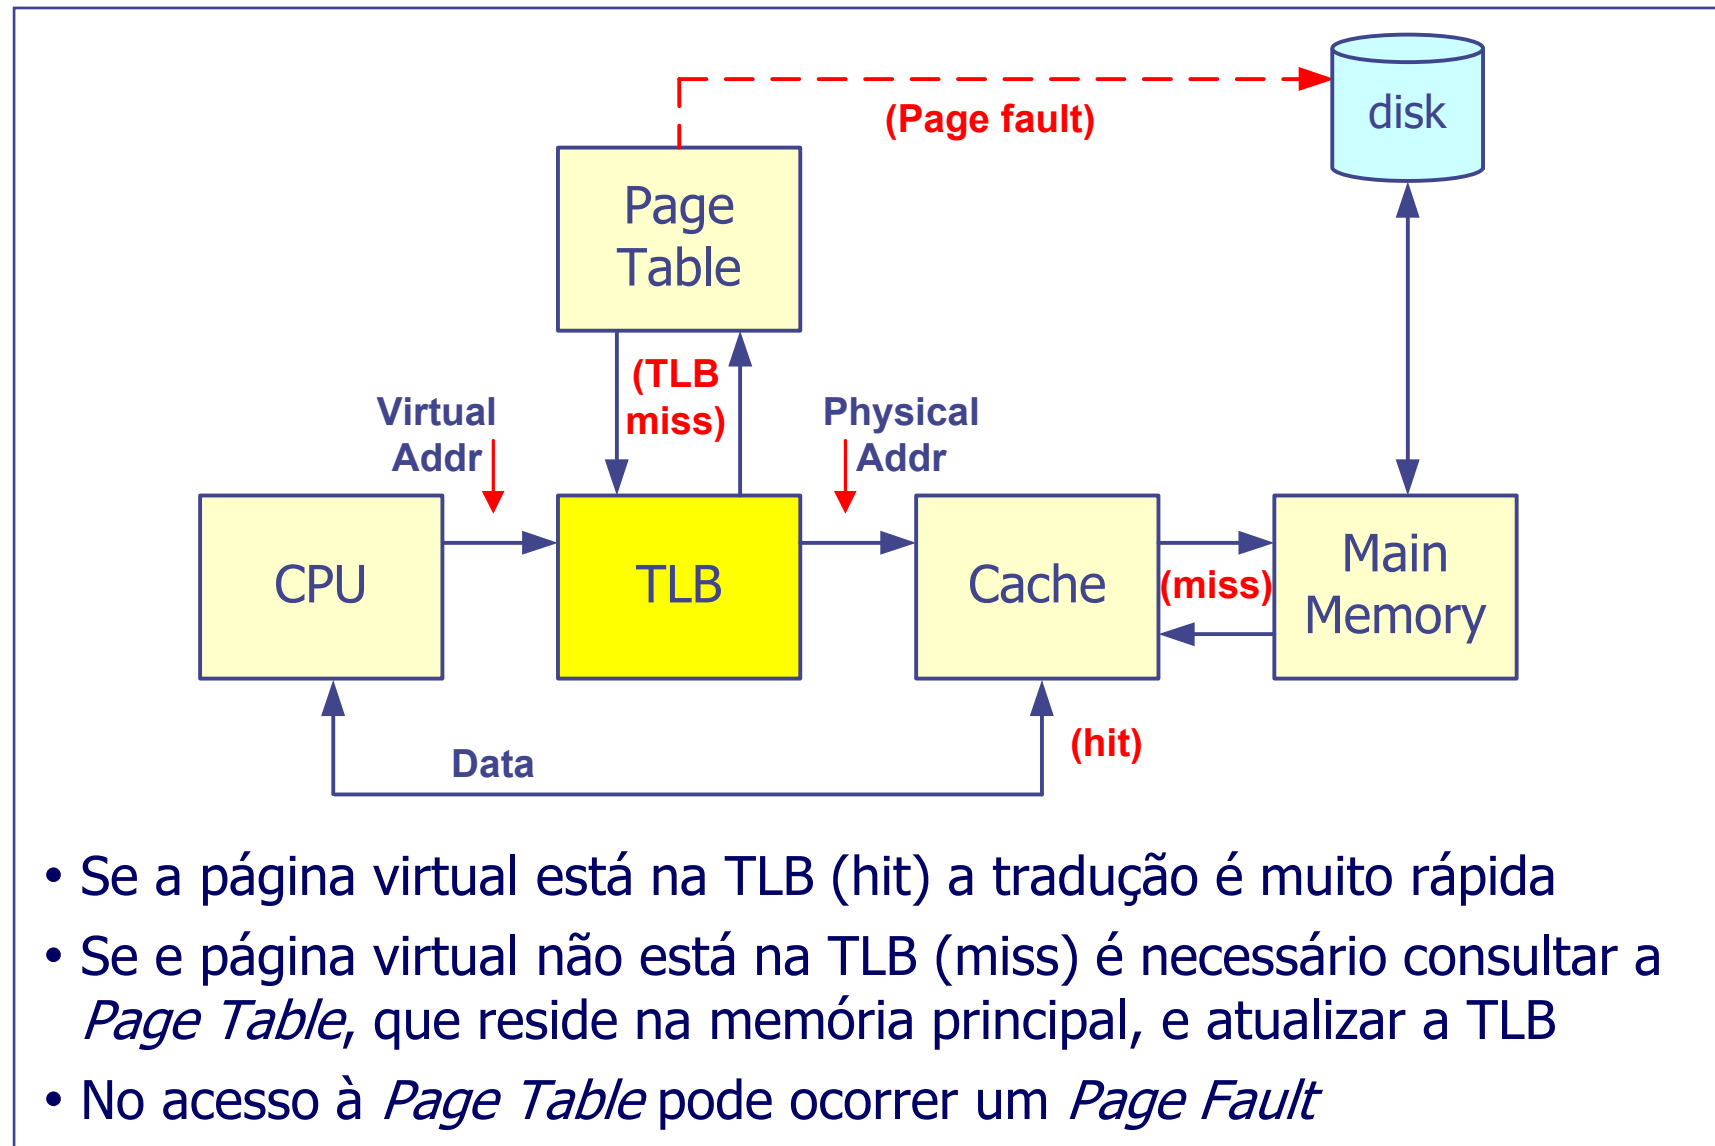 disk
(Page fault)
Page
Table
(TLB
miss)
Virtual
Addr
Physical
Addr
CPU
TLB
Cache
(miss)
Main
Memory
Data
(hit)
• Se a página virtual está na TLB (hit) a tradução é muito rápida
• Se e página virtual não está na TLB (miss) é necessário consultar a
Page Table, que reside na memória principal, e atualizar a TLB
• No acesso à Page Table pode ocorrer um Page Fault